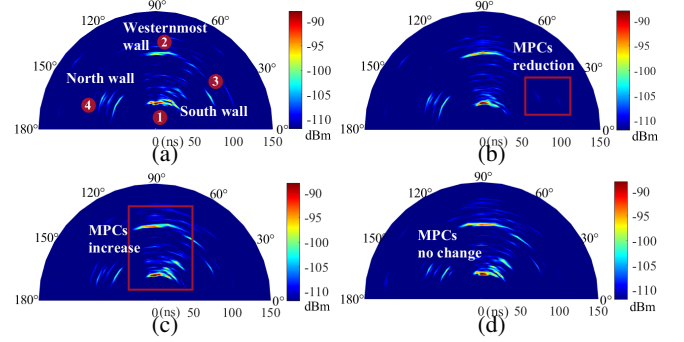 90°
120°
60°
Westernmost
wall
2
150°
30°
North wall
3
4
South wall
1
180°
0°
0(ns) 50 100 150
-90
-95
-100
-105
-110
dBm
(a)
90°
120°
60°
MPCs
reduction
150°
30°
180°
0°
0(ns) 50 100 150
-90
-95
-100
-105
-110
dBm
(b)
90°
120°
60°
MPCs
increase
150°
30°
180°
0°
0(ns) 50 100 150
-90
-95
-100
-105
-110
dBm
(c)
90°
120°
60°
MPCs
no change
150°
30°
180°
0°
0(ns) 50 100 150
-90
-95
-100
-105
-110
dBm
(d)